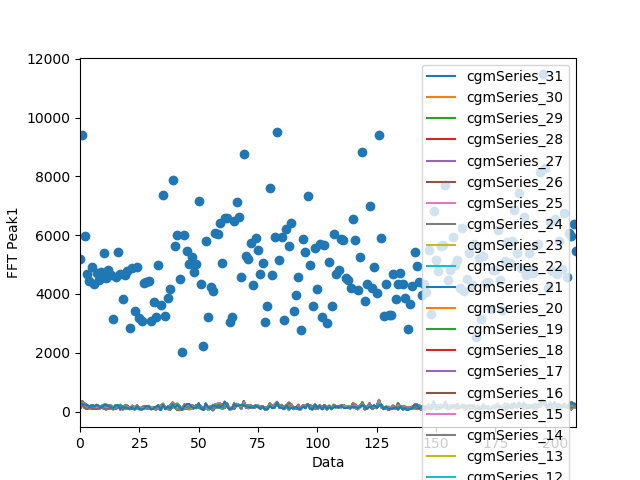 12000
10000
8000
6000
4000
2000
0
FFT Peak1
0 25 50 75 100 125 150 175 200
Data
cgmSeries_31
cgmSeries_30
cgmSeries_29
cgmSeries_28
cgmSeries_27
cgmSeries_26
cgmSeries_25
cgmSeries_24
cgmSeries_23
cgmSeries_22
cgmSeries_21
cgmSeries_20
cgmSeries_19
cgmSeries_18
cgmSeries_17
cgmSeries_16
cgmSeries_15
cgmSeries_14
cgmSeries_13
cgmSeries_12